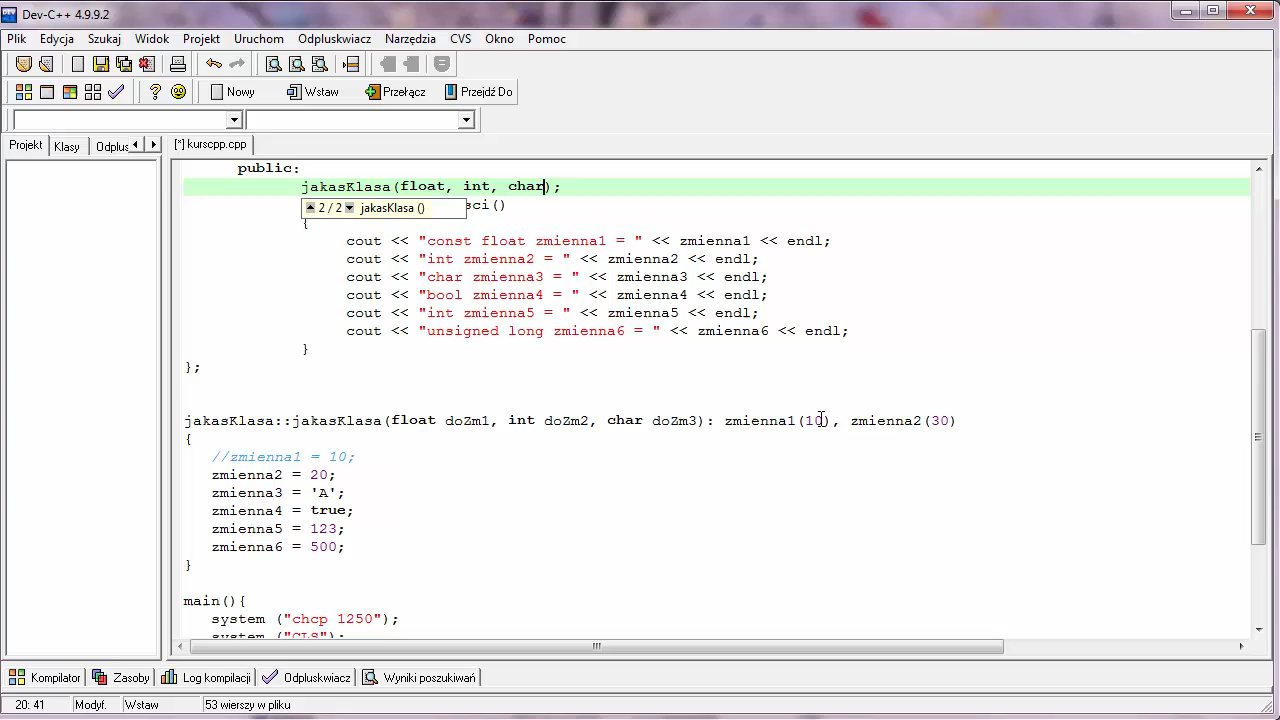 Dev-C++ 4.9.9.2
Plik Edycja Szukaj Widok Projekt Uruchom Odpluskwiacz Narzędzia CVS Okno Pomoc
Nowy Wstaw Przełącz Przejdź Do
Projekt Klasy Odplus [*] kurscpp.cpp
public:
jakasKlasa(float, int, char);
2 / 2 jakasKlasa () sci()
{
cout << "const float zmienna1 = " << zmienna1 << endl;
cout << "int zmienna2 = " << zmienna2 << endl;
cout << "char zmienna3 = " << zmienna3 << endl;
cout << "bool zmienna4 = " << zmienna4 << endl;
cout << "int zmienna5 = " << zmienna5 << endl;
cout << "unsigned long zmienna6 = " << zmienna6 << endl;
}
};
jakasKlasa::jakasKlasa(float doZm1, int doZm2, char doZm3): zmienna1(10), zmienna2(30)
{
//zmienna1 = 10;
zmienna2 = 20;
zmienna3 = 'A';
zmienna4 = true;
zmienna5 = 123;
zmienna6 = 500;
}
main(){
system ("chcp 1250");
system ("CLS");
Kompilator Zasoby Log kompilacji Odpluskwiacz Wyniki poszukiwań
20: 41 Modyf. Wstaw 53 wierszy w pliku